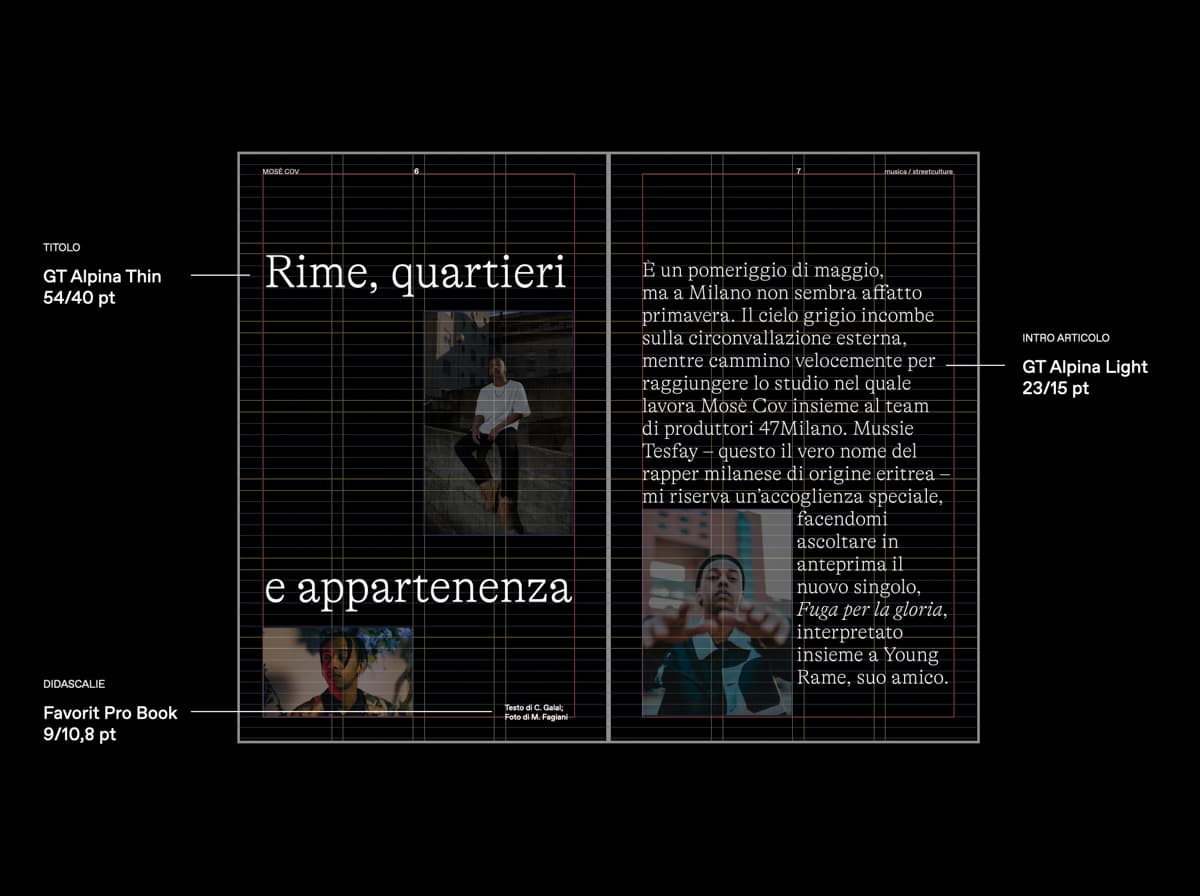 MOSÈ COV
6
7
musica / streetculture
TITOLO
GT Alpina Thin
54/40 pt
Rime, quartieri
e appartenenza
Testo di C. Galal;
Foto di M. Fagiani
DIDASCALIE
Favorit Pro Book
9/10,8 pt
È un pomeriggio di maggio,
ma a Milano non sembra affatto
primavera. Il cielo grigio incombe
sulla circonvallazione esterna,
mentre cammino velocemente per
raggiungere lo studio nel quale
lavora Mosè Cov insieme al team
di produttori 47Milano. Mussie
Tesfay – questo il vero nome del
rapper milanese di origine eritrea –
mi riserva un’accoglienza speciale,
facendomi
ascoltare in
anteprima il
nuovo singolo,
Fuga per la gloria,
interpretato
insieme a Young
Rame, suo amico.
INTRO ARTICOLO
GT Alpina Light
23/15 pt